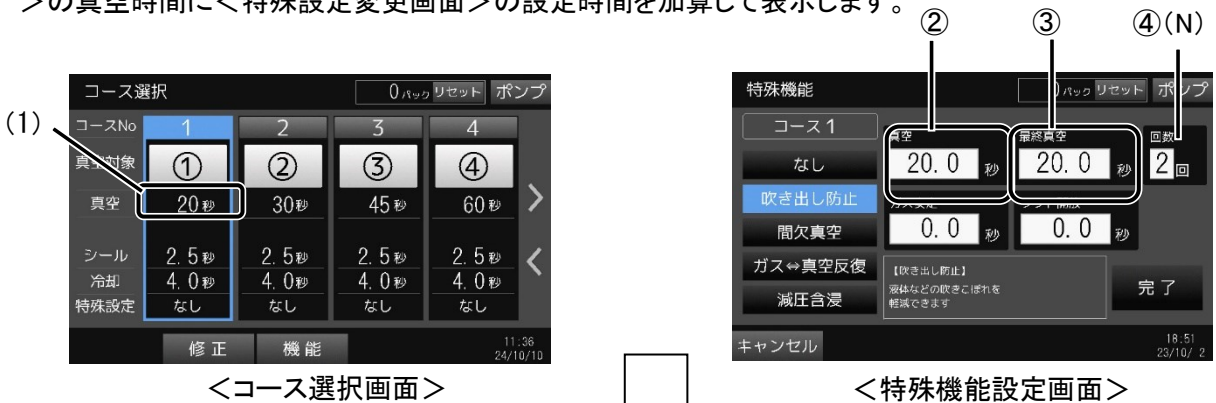 ＞の真空時間に＜特殊設定変更画面＞の設定時間を加算して表示します。
② ③ ④(N)
(1)
コース選択 0パック リセット ポンプ
コースNo 1 2 3 4
真空対象 ① ② ③ ④
真空 20秒 30秒 45秒 60秒
シール 2.5秒 2.5秒 2.5秒 2.5秒
冷却 4.0秒 4.0秒 4.0秒 4.0秒
特殊設定 なし なし なし なし
修正 機能
11:36
24/10/10
＜コース選択画面＞
特殊機能 0パック リセット ポンプ
コース1
真空 最終真空 回数
なし 20.0 秒 20.0 秒 2回
吹き出し防止
間欠真空 0.0 秒 0.0 秒
ガス⇔真空反復
減圧含浸
【吹き出し防止】
液体などの吹きこぼれを
軽減できます
完了
キャンセル
18:51
23/10/ 2
＜特殊機能設定画面＞